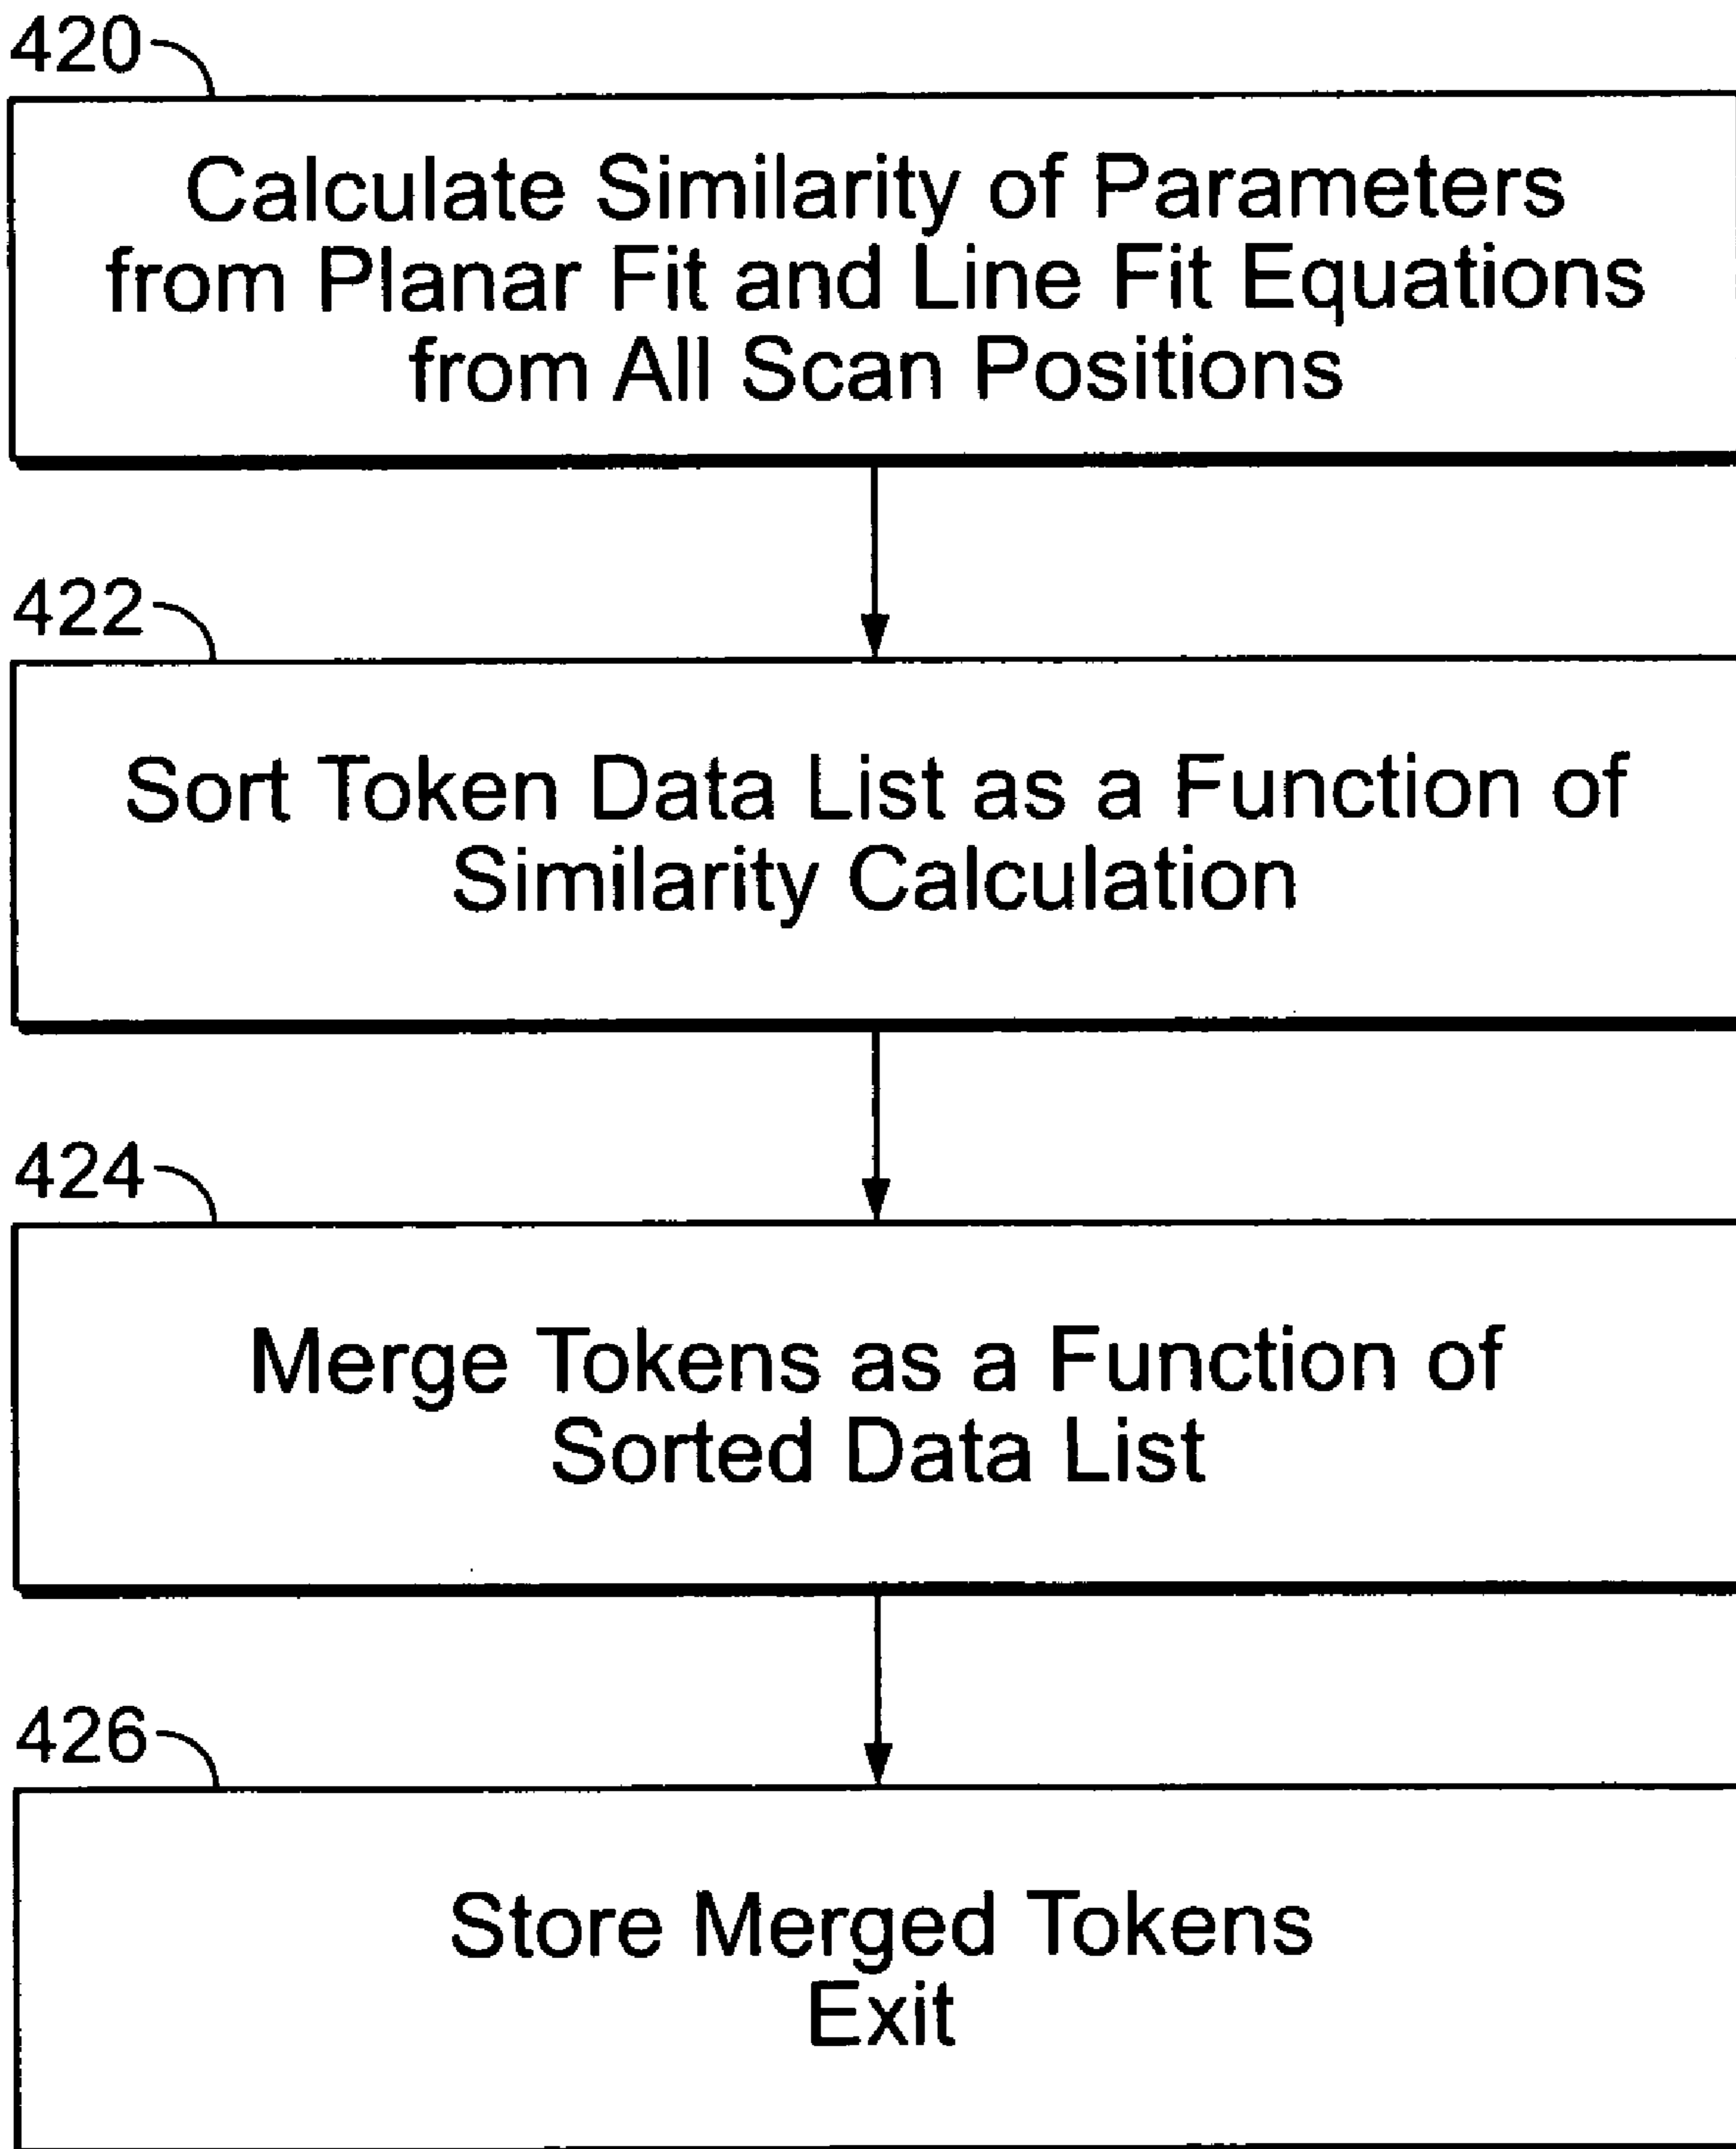 420
Calculate Similarity of Parameters
from Planar Fit and Line Fit Equations
from All Scan Positions
422
Sort Token Data List as a Function of
Similarity Calculation
424
Merge Tokens as a Function of
Sorted Data List
426
Store Merged Tokens
Exit